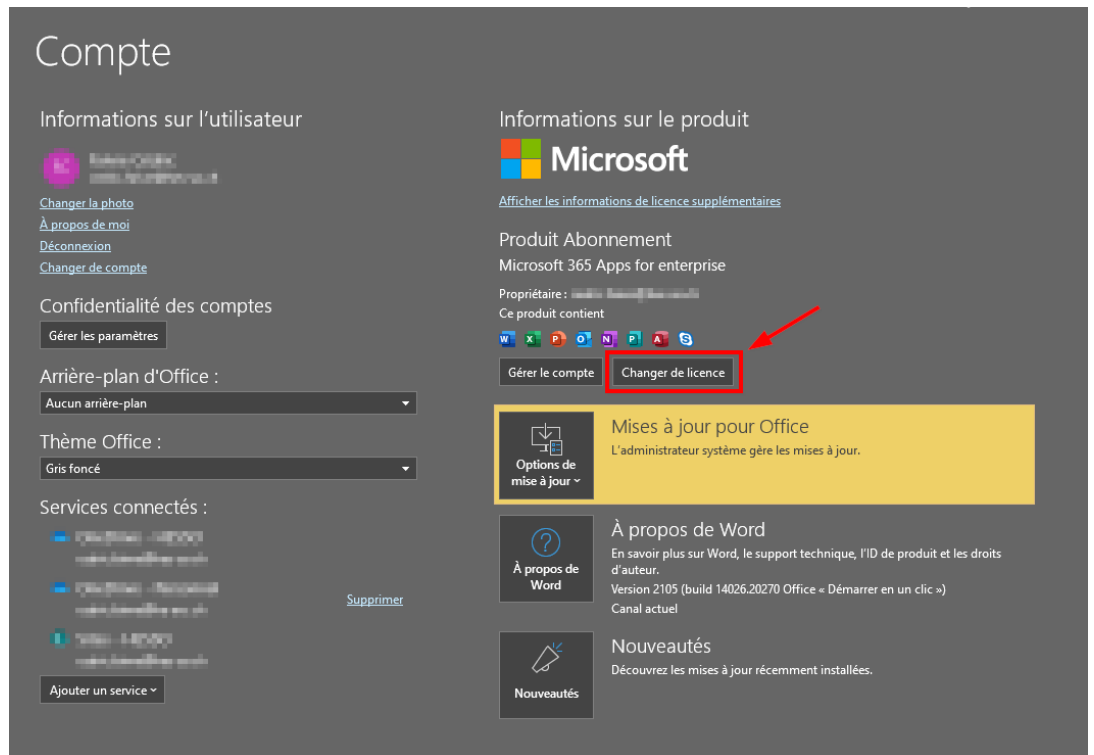 Compte
Informations sur l'utilisateur
Changer la photo
À propos de moi
Déconnexion
Changer de compte
Confidentialité des comptes
Gérer les paramètres
Arrière-plan d'Office :
Aucun arrière-plan
Thème Office :
Gris foncé
Services connectés :
Supprimer
Ajouter un service
Informations sur le produit
Microsoft
Afficher les informations de licence supplémentaires
Produit Abonnement
Microsoft 365 Apps for enterprise
Propriétaire :
Ce produit contient
Gérer le compte
Changer de licence
Options de
mise à jour
Mises à jour pour Office
L'administrateur système gère les mises à jour.
À propos de
Word
À propos de Word
En savoir plus sur Word, le support technique, l'ID de produit et les droits
d'auteur.
Version 2105 (build 14026.20270 Office « Démarrer en un clic »)
Canal actuel
Nouveautés
Nouveautés
Découvrez les mises à jour récemment installées.